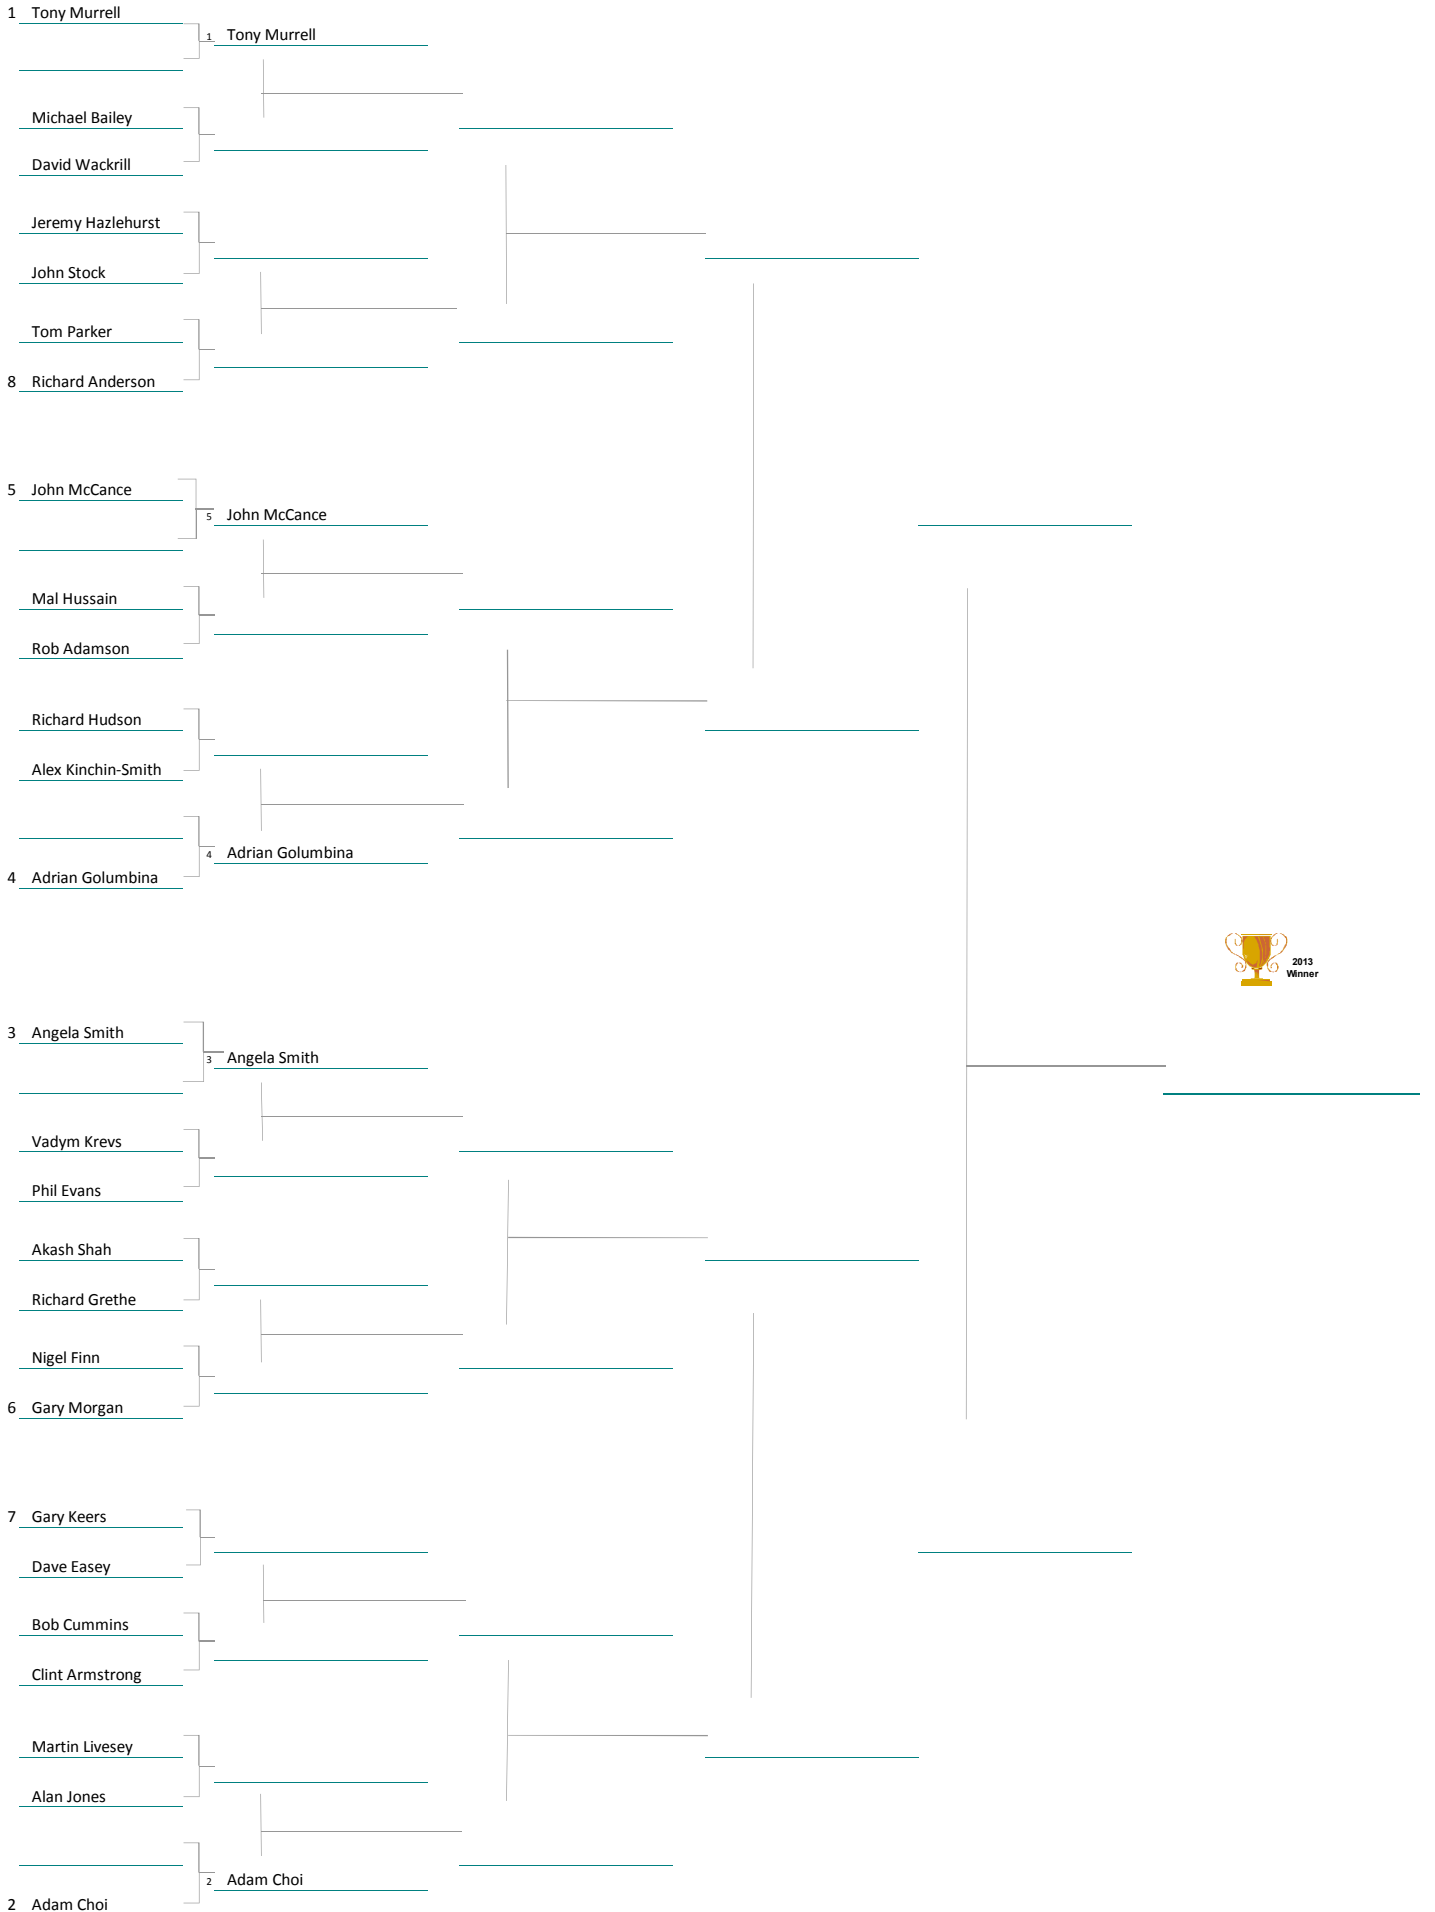 1 Tony Murrell
1 Tony Murrell
Michael Bailey
David Wackrill
Jeremy Hazlehurst
John Stock
Tom Parker
8 Richard Anderson
5 John McCance
5 John McCance
Mal Hussain
Rob Adamson
Richard Hudson
Alex Kinchin-Smith
4 Adrian Golumbina
4 Adrian Golumbina
2013
Winner
3 Angela Smith
3 Angela Smith
Vadym Krevs
Phil Evans
Akash Shah
Richard Grethe
Nigel Finn
6 Gary Morgan
7 Gary Keers
Dave Easey
Bob Cummins
Clint Armstrong
Martin Livesey
Alan Jones
2 Adam Choi
2 Adam Choi